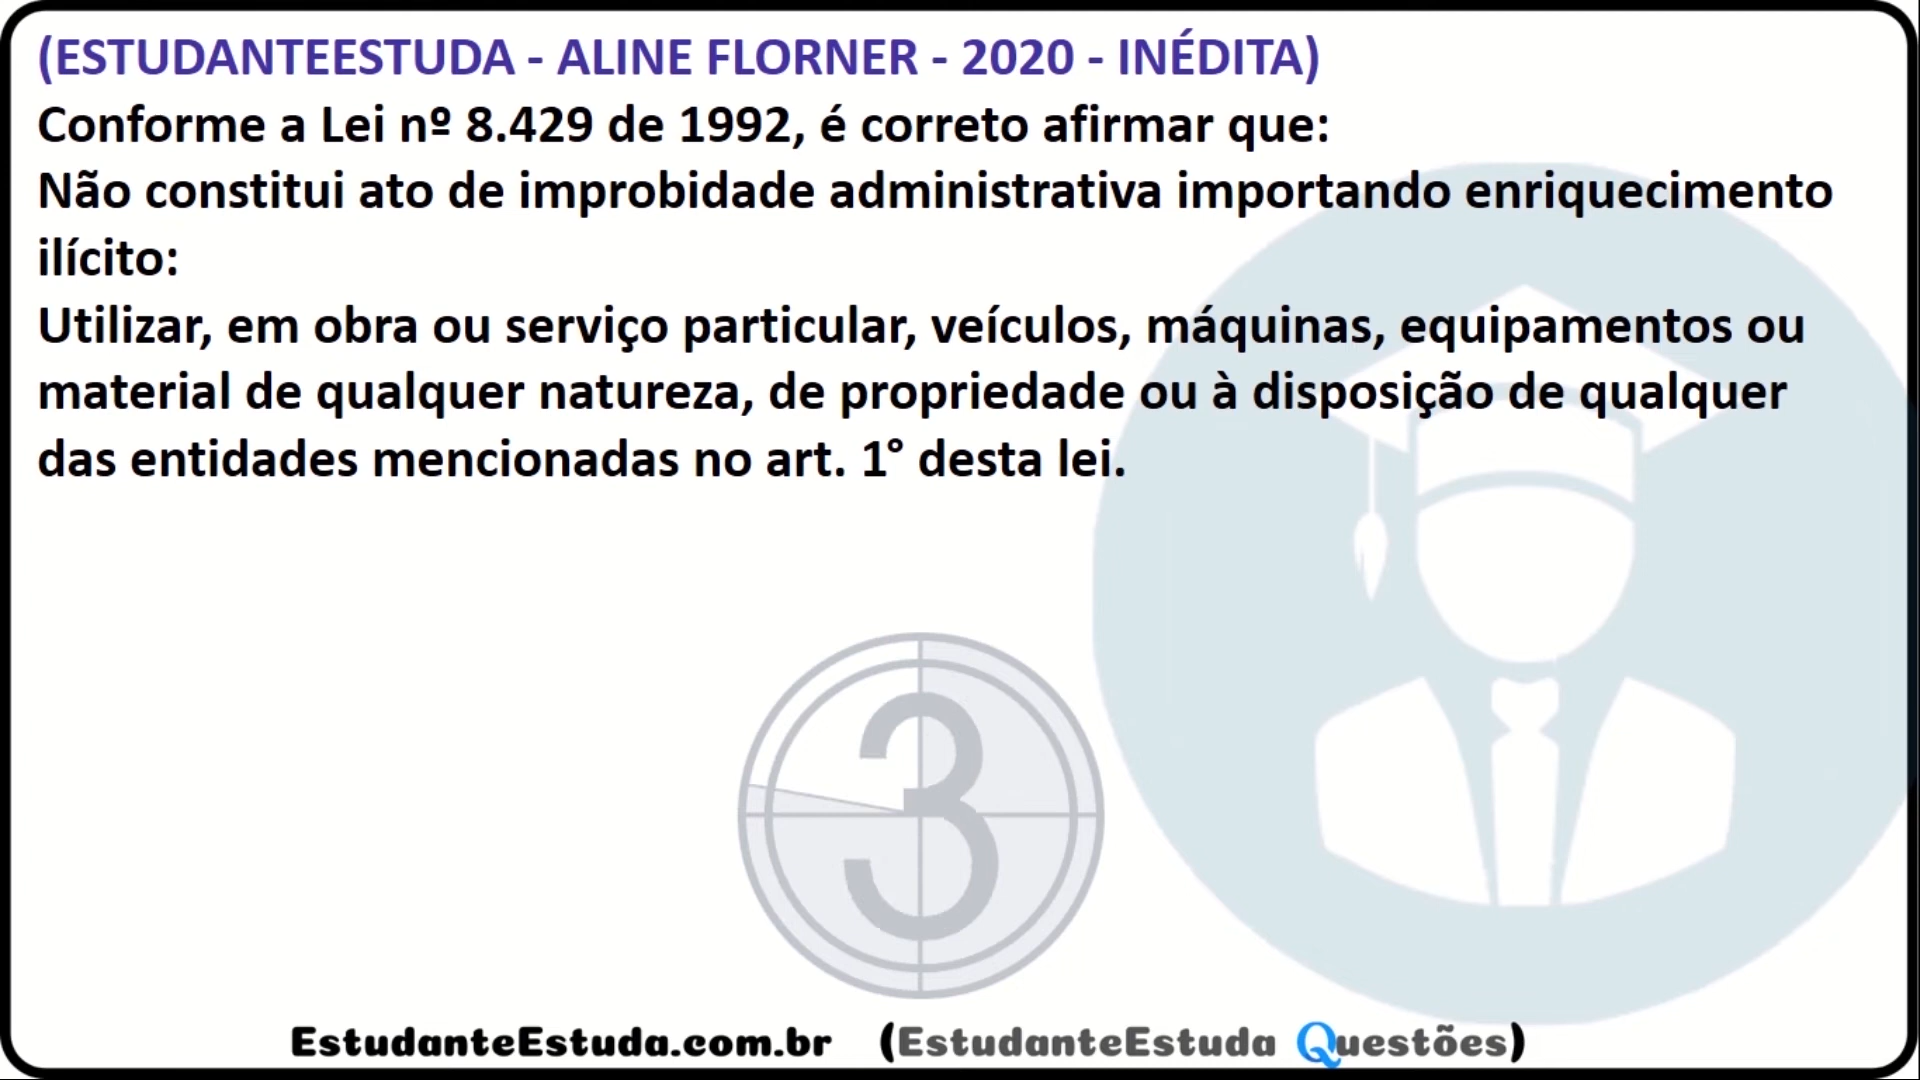 (ESTUDANTEESTUDA - ALINE FLORNER - 2020 - INÉDITA)
Conforme a Lei nº 8.429 de 1992, é correto afirmar que:
Não constitui ato de improbidade administrativa importando enriquecimento
ilícito:
Utilizar, em obra ou serviço particular, veículos, máquinas, equipamentos ou
material de qualquer natureza, de propriedade ou à disposição de qualquer
das entidades mencionadas no art. 1° desta lei.
3
EstudanteEstuda.com.br (EstudanteEstuda Questões)